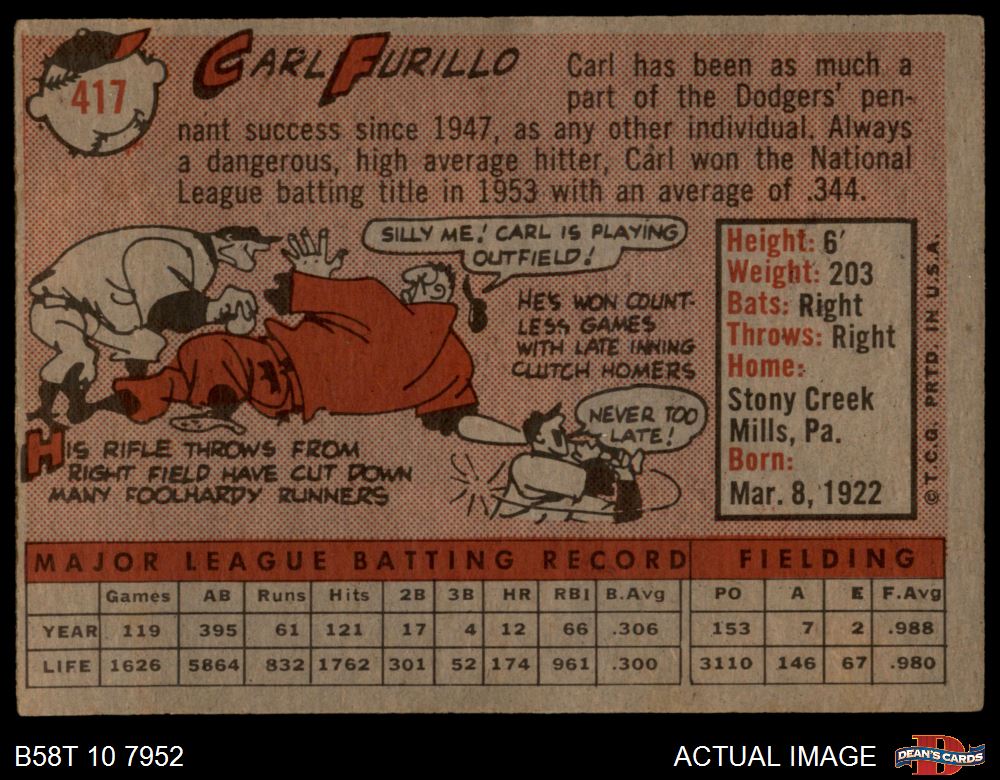 417
CARL FURILLO
Carl has been as much a
part of the Dodgers' pen-
nant success since 1947, as any other individual. Always
a dangerous, high average hitter, Carl won the National
League batting title in 1953 with an average of .344.
SILLY ME! CARL IS PLAYING
OUTFIELD!
HE'S WON COUNT-
LESS GAMES
WITH LATE INNING
CLUTCH HOMERS
NEVER TOO
LATE!
HIS RIFLE THROWS FROM
RIGHT FIELD HAVE CUT DOWN
MANY FOOLHARDY RUNNERS
Height: 6'
Weight: 203
Bats: Right
Throws: Right
Home:
Stony Creek
Mills, Pa.
Born:
Mar. 8, 1922
© T.C.G. PRTD. IN U.S.A.
MAJOR LEAGUE BATTING RECORD FIELDING
Games AB Runs Hits 2B 3B HR RBI B.Avg PO A E F.Avg
YEAR 119 395 61 121 17 4 12 66 .306 153 7 2 .988
LIFE 1626 5864 832 1762 301 52 174 961 .300 3110 146 67 .980
B58T 10 7952
ACTUAL IMAGE
D
DEAN'S CARDS